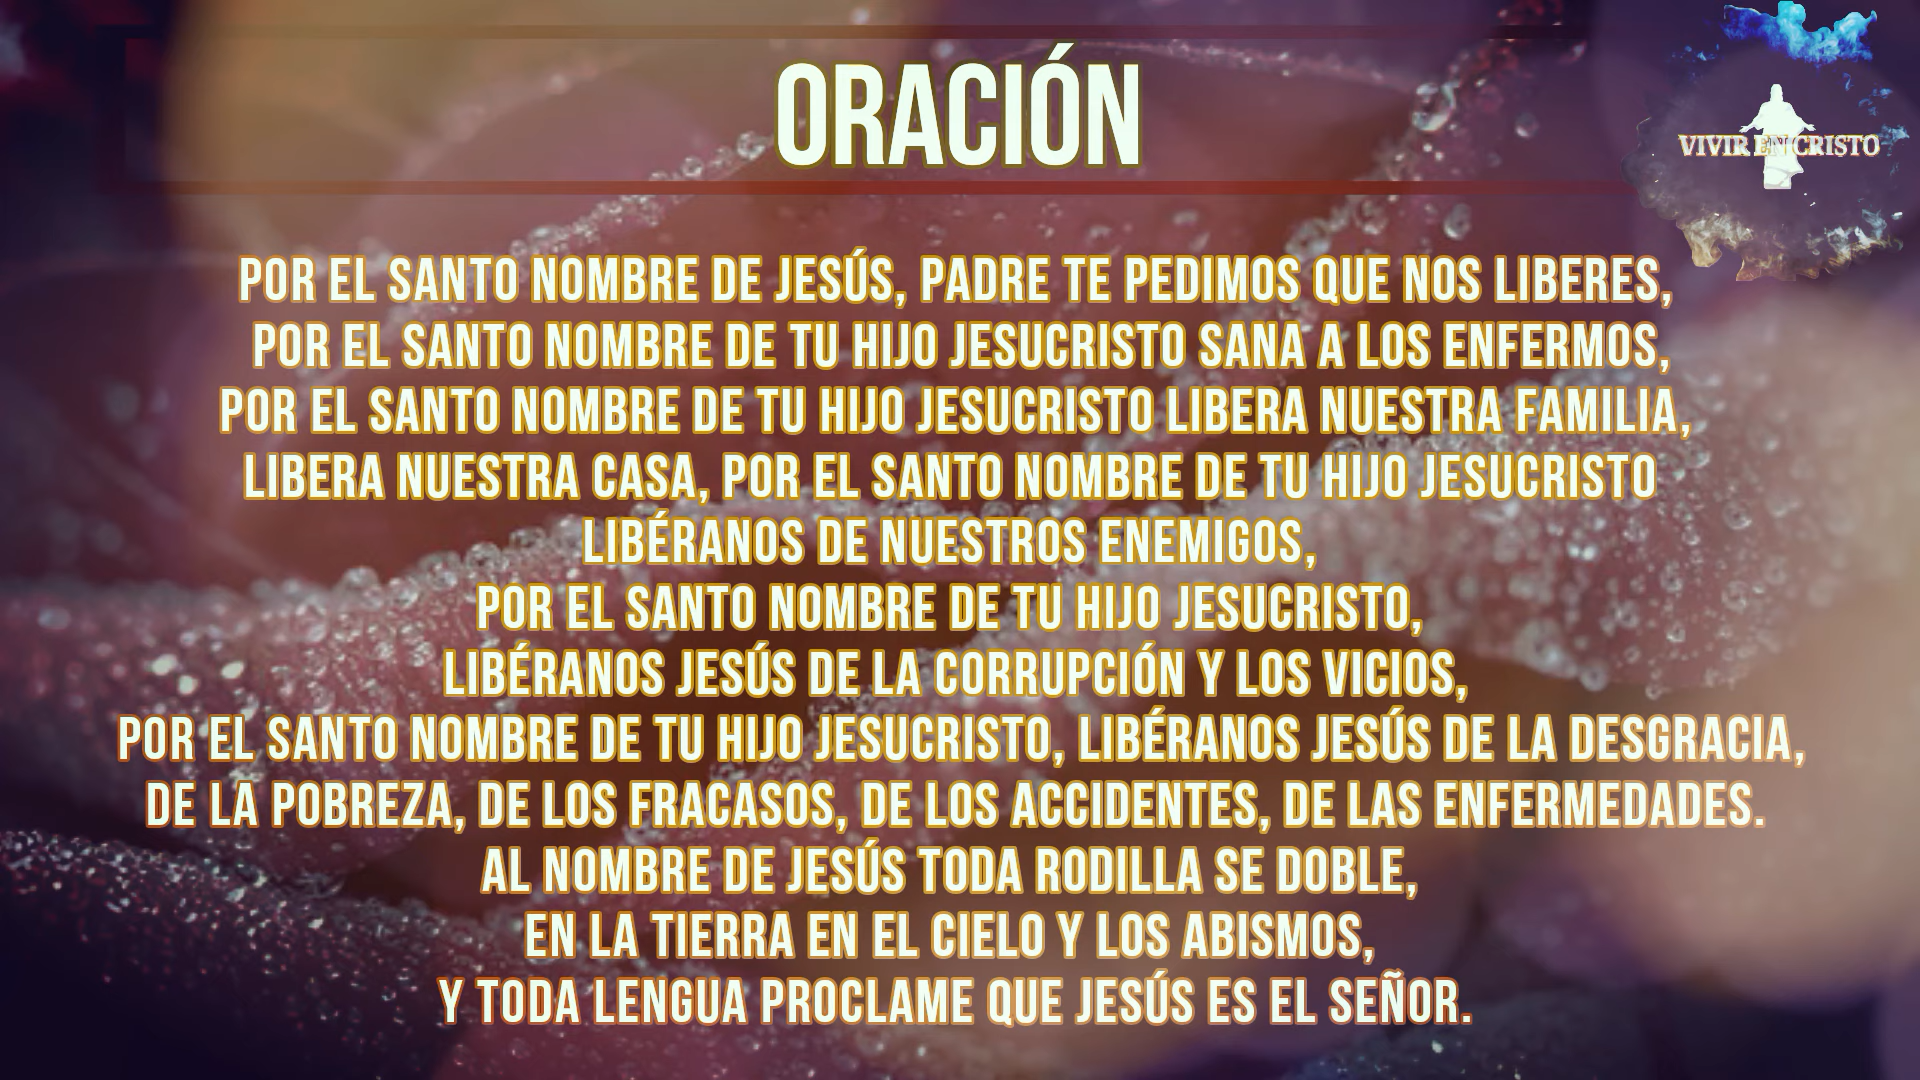 ORACIÓN
VIVIR EN CRISTO
POR EL SANTO NOMBRE DE JESÚS, PADRE TE PEDIMOS QUE NOS LIBERES,
POR EL SANTO NOMBRE DE TU HIJO JESUCRISTO SANA A LOS ENFERMOS,
POR EL SANTO NOMBRE DE TU HIJO JESUCRISTO LIBERA NUESTRA FAMILIA,
LIBERA NUESTRA CASA, POR EL SANTO NOMBRE DE TU HIJO JESUCRISTO
LIBÉRANOS DE NUESTROS ENEMIGOS,
POR EL SANTO NOMBRE DE TU HIJO JESUCRISTO,
LIBÉRANOS JESÚS DE LA CORRUPCIÓN Y LOS VICIOS,
POR EL SANTO NOMBRE DE TU HIJO JESUCRISTO, LIBÉRANOS JESÚS DE LA DESGRACIA,
DE LA POBREZA, DE LOS FRACASOS, DE LOS ACCIDENTES, DE LAS ENFERMEDADES.
AL NOMBRE DE JESÚS TODA RODILLA SE DOBLE,
EN LA TIERRA EN EL CIELO Y LOS ABISMOS,
Y TODA LENGUA PROCLAME QUE JESÚS ES EL SEÑOR.